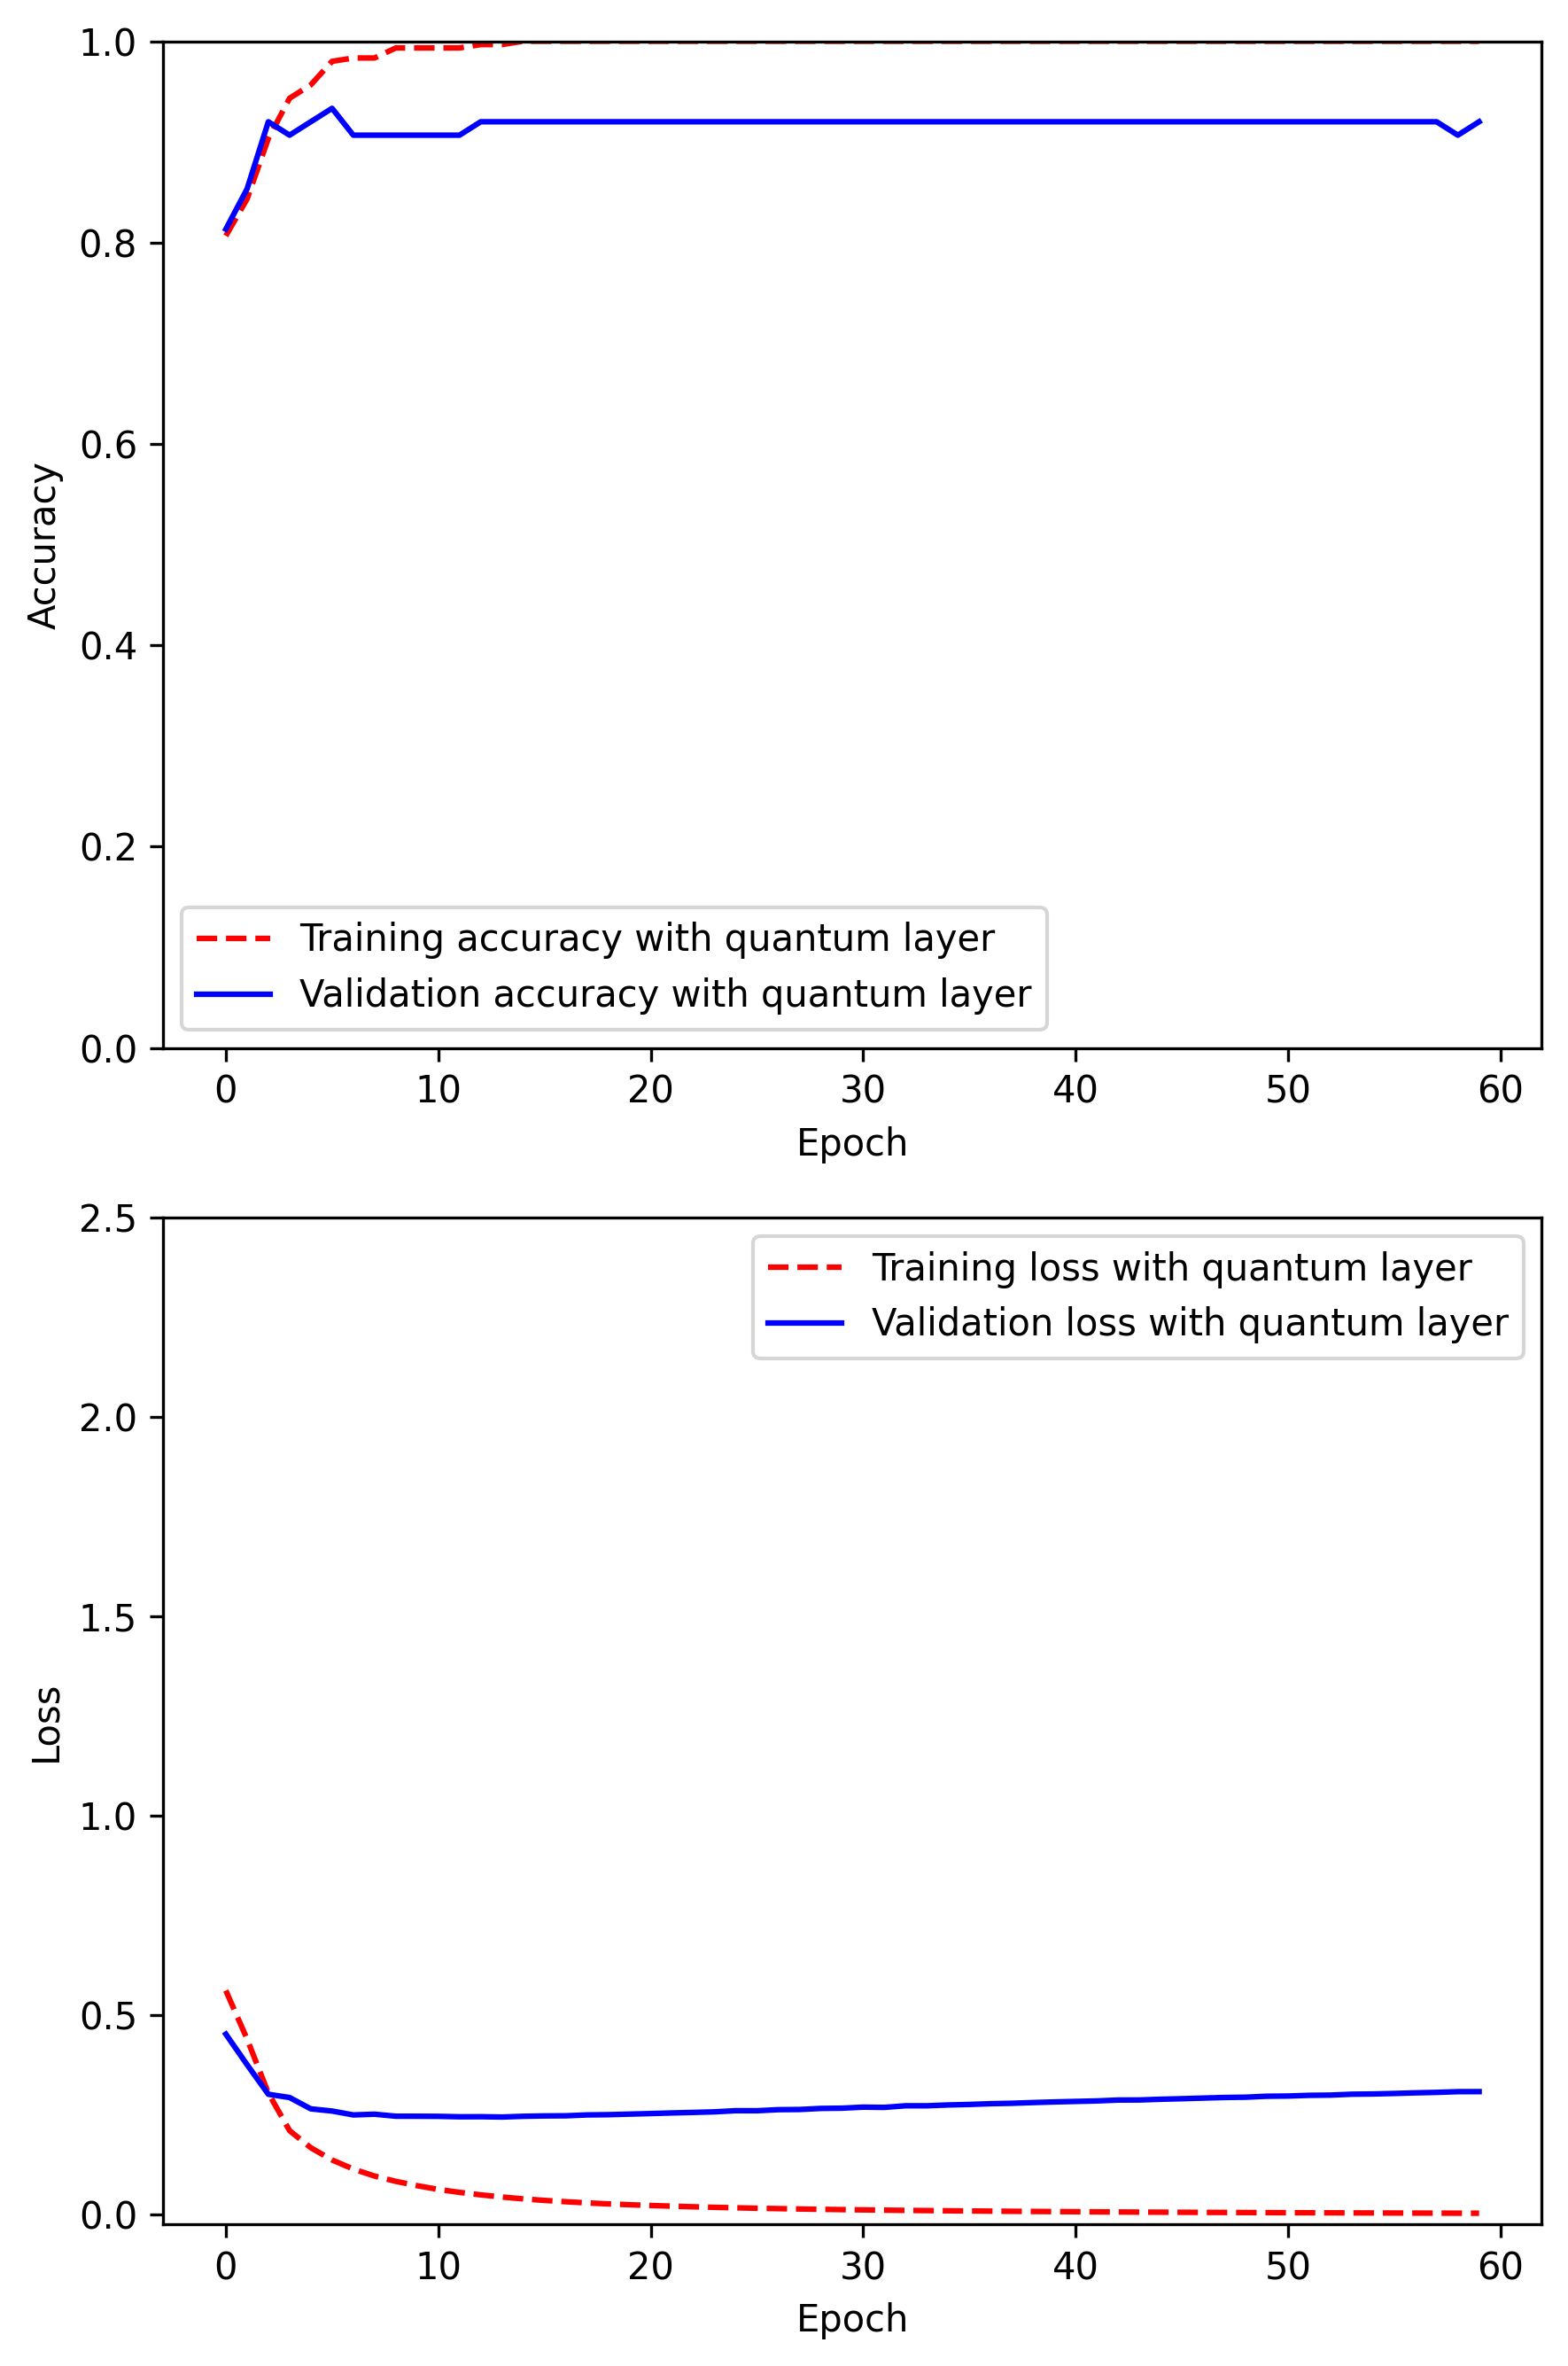 1.0
0.8
0.6
0.4
0.2
0.0
Accuracy
Training accuracy with quantum layer
Validation accuracy with quantum layer
0 10 20 30 40 50 60
Epoch
2.5
2.0
1.5
1.0
0.5
0.0
Loss
Training loss with quantum layer
Validation loss with quantum layer
0 10 20 30 40 50 60
Epoch